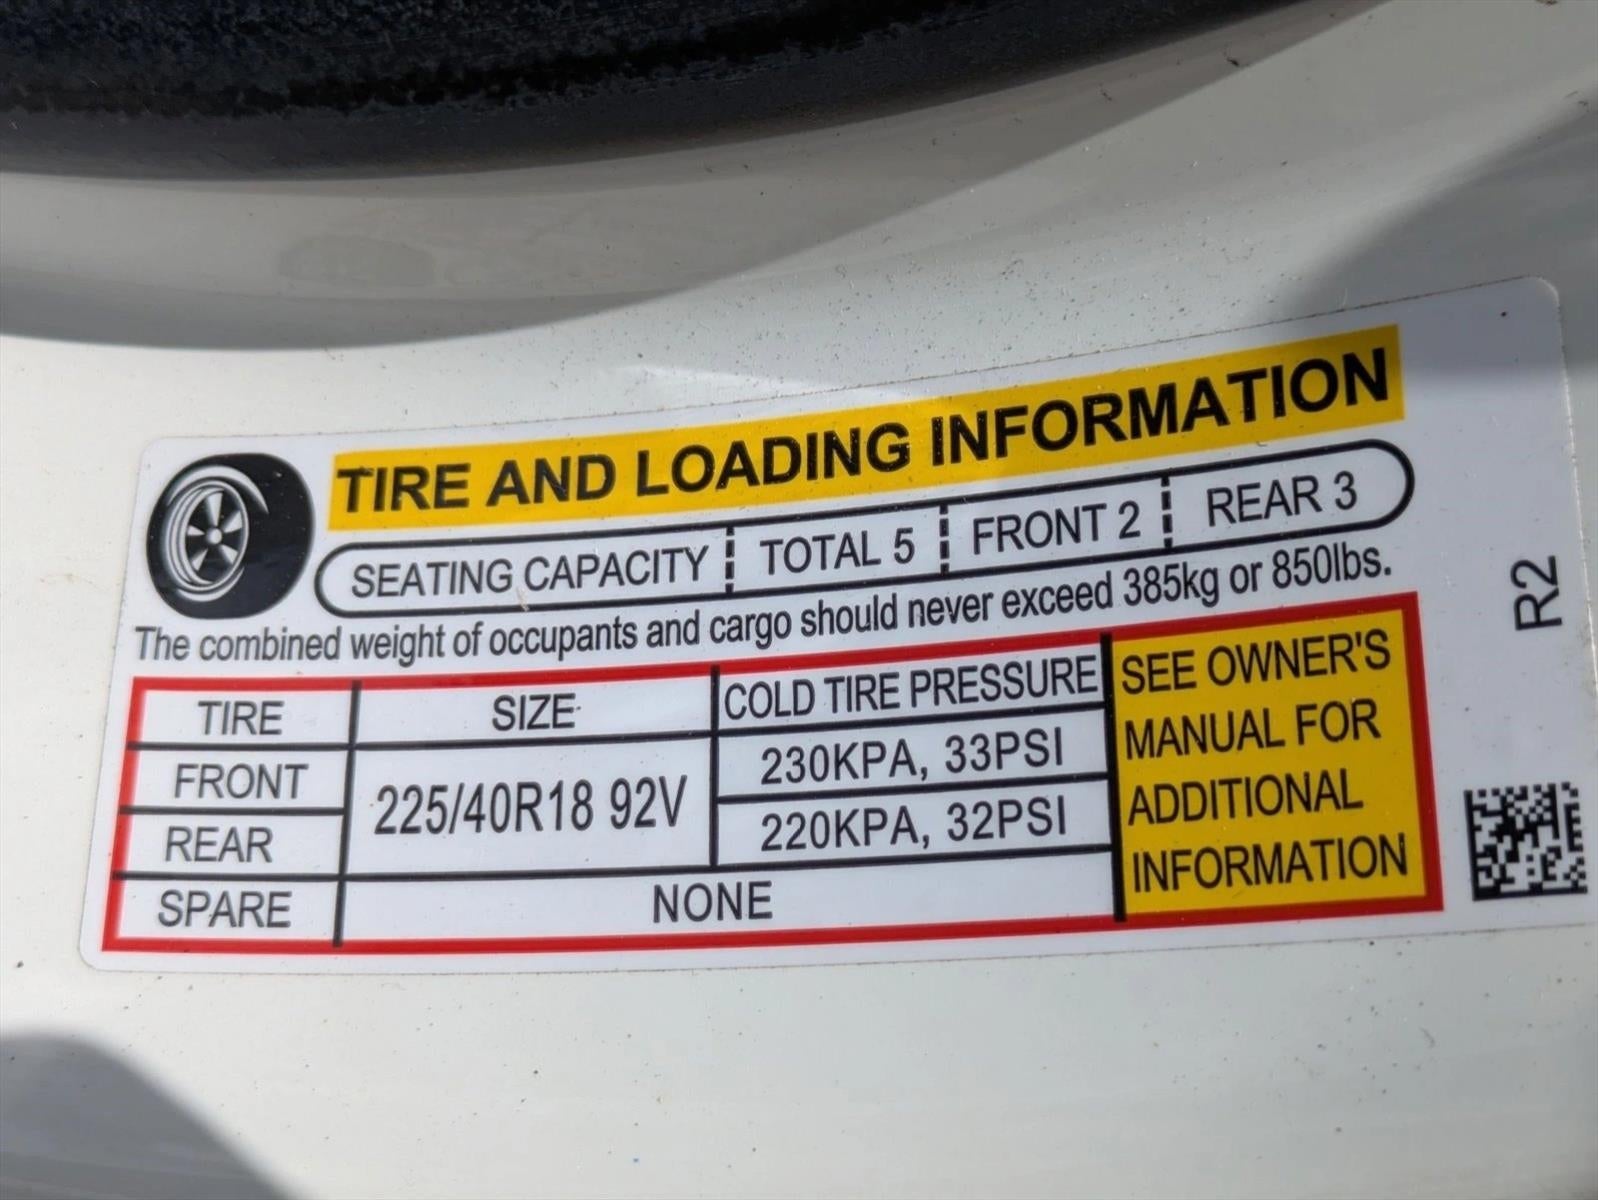 TIRE AND LOADING INFORMATION
SEATING CAPACITY TOTAL 5 FRONT 2 REAR 3
The combined weight of occupants and cargo should never exceed 385kg or 850lbs.
TIRE SIZE COLD TIRE PRESSURE
FRONT 225/40R18 92V 230KPA, 33PSI
REAR 220KPA, 32PSI
SPARE NONE
SEE OWNER'S
MANUAL FOR
ADDITIONAL
INFORMATION
R2